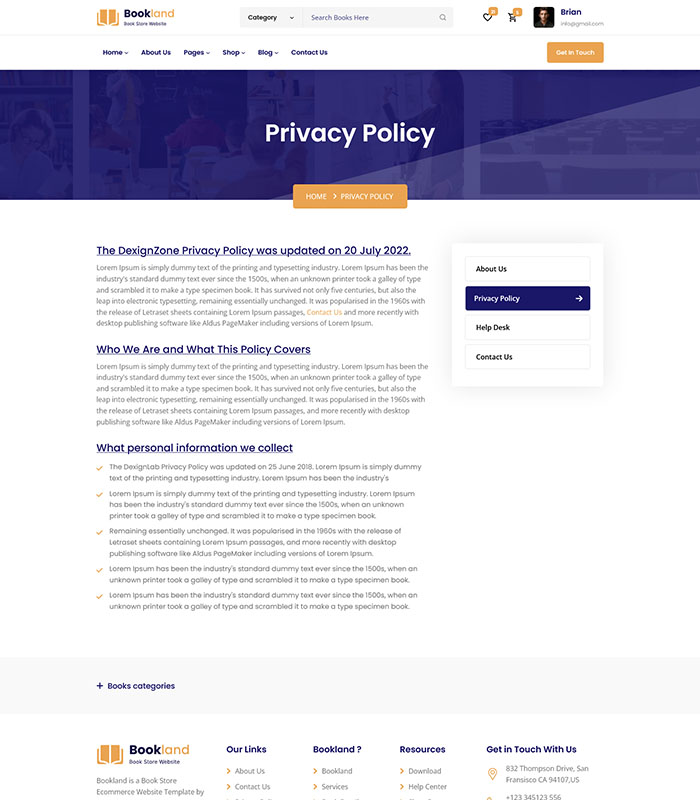 Bookland
Book Store Website
Category
Search Books Here
21
5
Brian
info@gmail.com
Home
About Us
Pages
Shop
Blog
Contact Us
Get In Touch
Privacy Policy
HOME
PRIVACY POLICY
The DexignZone Privacy Policy was updated on 20 July 2022.
Lorem Ipsum is simply dummy text of the printing and typesetting industry. Lorem Ipsum has been the
industry's standard dummy text ever since the 1500s, when an unknown printer took a galley of type
and scrambled it to make a type specimen book. It has survived not only five centuries, but also the
leap into electronic typesetting, remaining essentially unchanged. It was popularised in the 1960s with
the release of Letraset sheets containing Lorem Ipsum passages, Contact Us and more recently with
desktop publishing software like Aldus PageMaker including versions of Lorem Ipsum.
Who We Are and What This Policy Covers
Lorem Ipsum is simply dummy text of the printing and typesetting industry. Lorem Ipsum has been the
industry's standard dummy text ever since the 1500s, when an unknown printer took a galley of type
and scrambled it to make a type specimen book. It has survived not only five centuries, but also the
leap into electronic typesetting, remaining essentially unchanged. It was popularised in the 1960s with
the release of Letraset sheets containing Lorem Ipsum passages, and more recently with desktop
publishing software like Aldus PageMaker including versions of Lorem Ipsum.
What personal information we collect
The DexignLab Privacy Policy was updated on 25 June 2018. Lorem Ipsum is simply dummy
text of the printing and typesetting industry. Lorem Ipsum has been the industry's
Lorem Ipsum is simply dummy text of the printing and typesetting industry. Lorem Ipsum
has been the industry's standard dummy text ever since the 1500s, when an unknown
printer took a galley of type and scrambled it to make a type specimen book.
Remaining essentially unchanged. It was popularised in the 1960s with the release of
Letraset sheets containing Lorem Ipsum passages, and more recently with desktop
publishing software like Aldus PageMaker including versions of Lorem Ipsum.
Lorem Ipsum has been the industry's standard dummy text ever since the 1500s, when an
unknown printer took a galley of type and scrambled it to make a type specimen book.
Lorem Ipsum has been the industry's standard dummy text ever since the 1500s, when an
unknown printer took a galley of type and scrambled it to make a type specimen book.
About Us
Privacy Policy
Help Desk
Contact Us
Books categories
Bookland
Book Store Website
Bookland is a Book Store
Ecommerce Website Template by
Our Links
About Us
Contact Us
Bookland ?
Bookland
Services
Resources
Download
Help Center
Get in Touch With Us
832 Thompson Drive, San
Fransisco CA 94107,US
+123 345123 556